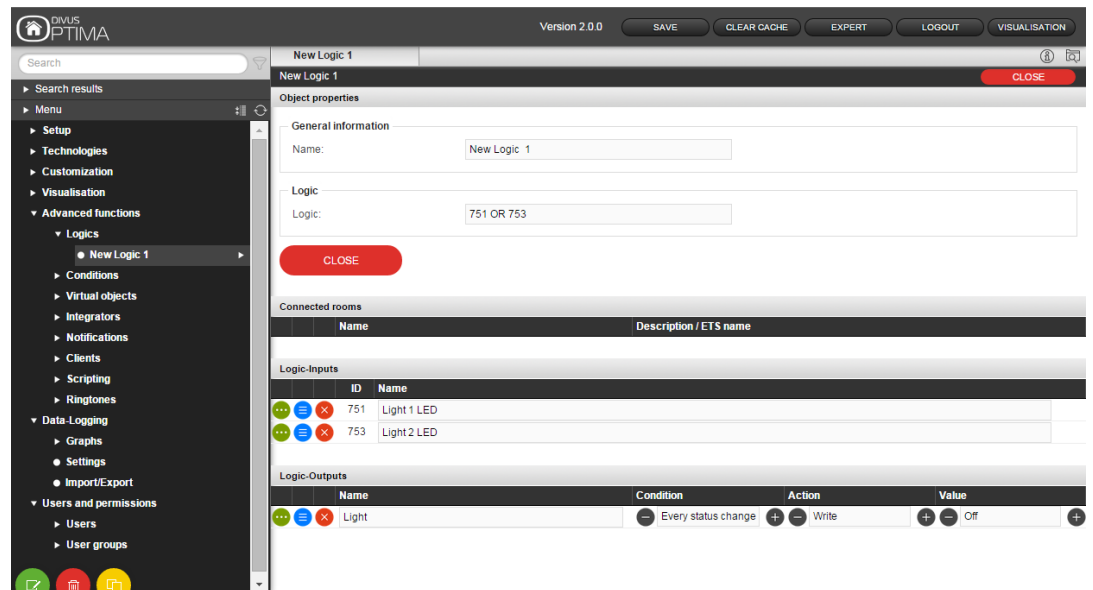 DIVUS
OPTIMA
Version 2.0.0
SAVE
CLEAR CACHE
EXPERT
LOGOUT
VISUALISATION
Search
Search results
Menu
Setup
Technologies
Customization
Visualisation
Advanced functions
Logics
New Logic 1
Conditions
Virtual objects
Integrators
Notifications
Clients
Scripting
Ringtones
Data-Logging
Graphs
Settings
Import/Export
Users and permissions
Users
User groups
New Logic 1
New Logic 1
CLOSE
Object properties
General information
Name: New Logic 1
Logic
Logic: 751 OR 753
CLOSE
Connected rooms
Name Description / ETS name
Logic-Inputs
ID Name
751 Light 1 LED
753 Light 2 LED
Logic-Outputs
Name Condition Action Value
Light Every status change Write Off